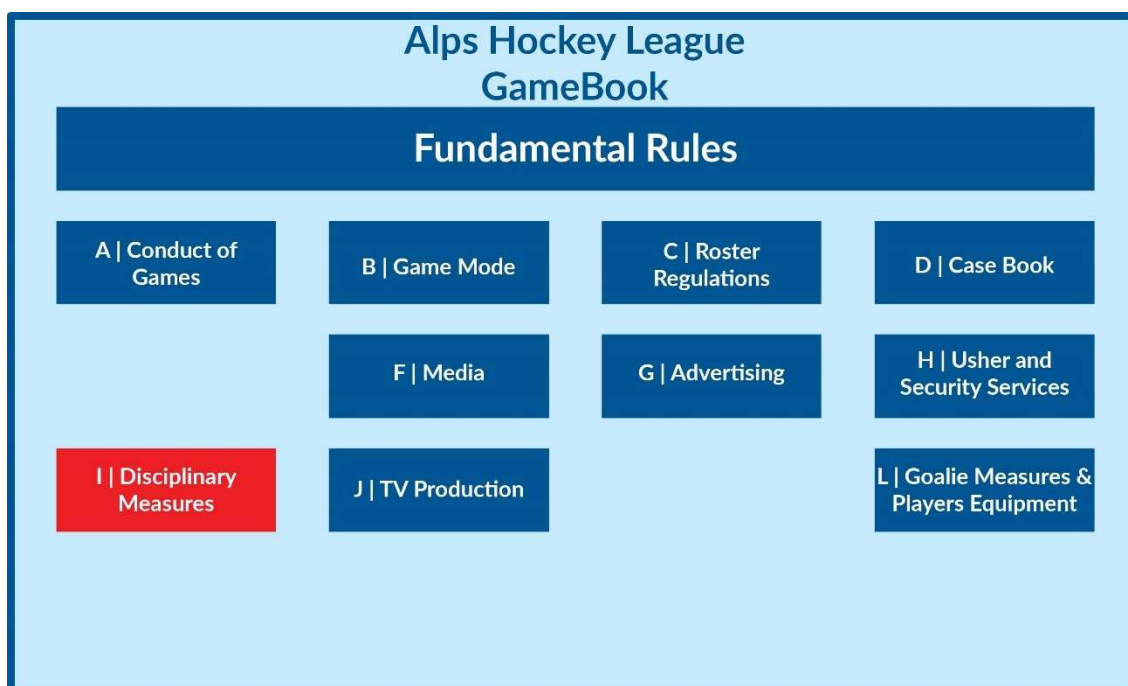 Alps Hockey League
GameBook
Fundamental Rules
A | Conduct of
Games
B | Game Mode
C | Roster
Regulations
D | Case Book
F | Media
G | Advertising
H | Usher and
Security Services
I | Disciplinary
Measures
J | TV Production
L | Goalie Measures &
Players Equipment